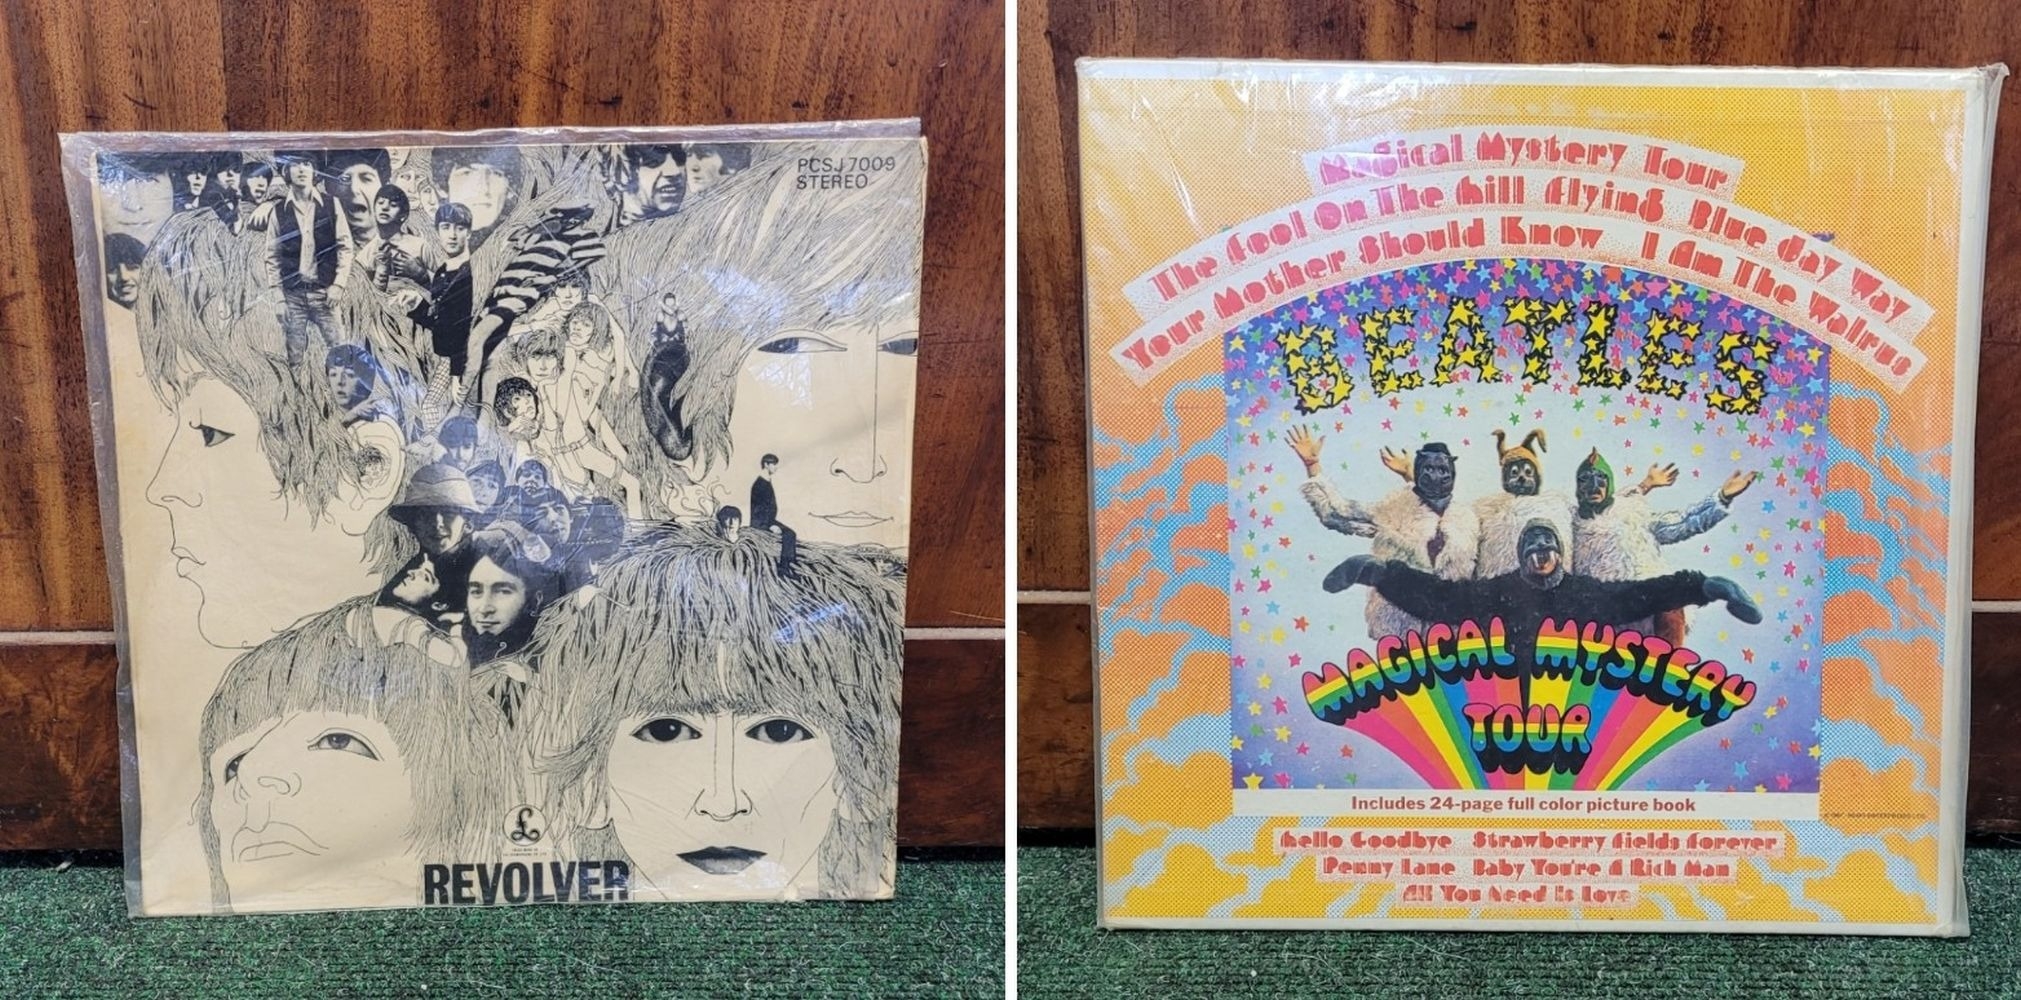 PCSJ 7009
STEREO
REVOLVER
Magical Mystery Tour
The Fool On The Hill Flying Blue Jay Way
Your Mother Should Know I Am The Walrus
BEATLES
MAGICAL MYSTERY
TOUR
Includes 24-page full color picture book
Hello Goodbye Strawberry Fields Forever
Penny Lane Baby You're A Rich Man
All You Need Is Love